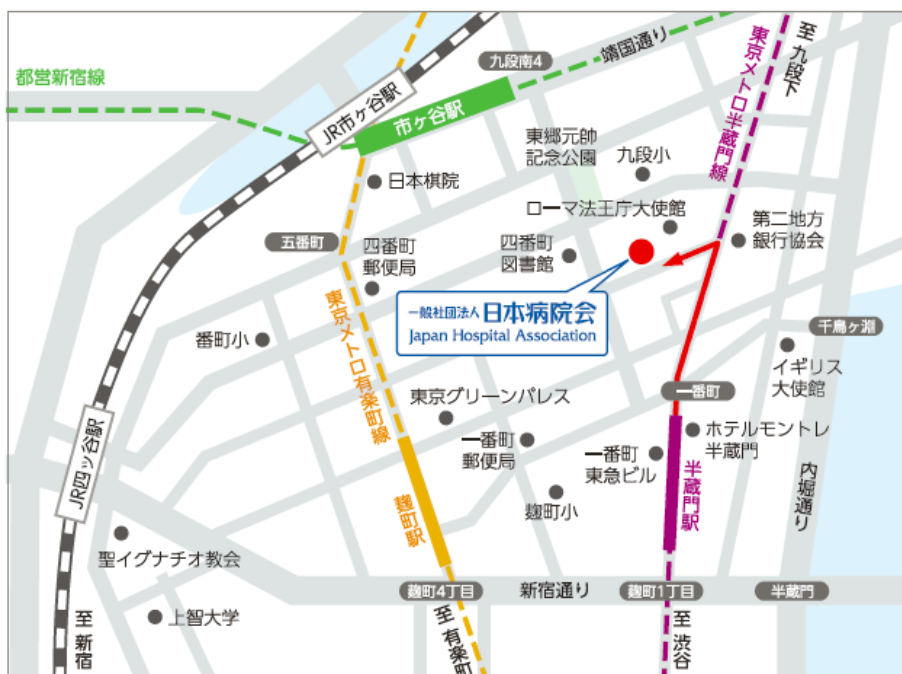 都営新宿線
JR市ヶ谷駅
市ヶ谷駅
九段南4
靖国通り
東京メトロ半蔵門線
至 九段下
東郷元帥
記念公園
九段小
日本棋院
ローマ法王庁大使館
第二地方
銀行協会
五番町
四番町
郵便局
四番町
図書館
一般社団法人 日本病院会
Japan Hospital Association
東京メトロ有楽町線
番町小
千鳥ヶ淵
イギリス
大使館
一番町
東京グリーンパレス
一番町
郵便局
一番町
東急ビル
ホテルモントレ
半蔵門
JR四ッ谷駅
麹町駅
麹町小
半蔵門駅
内堀通り
聖イグナチオ教会
麹町4丁目
新宿通り
麹町1丁目
半蔵門
上智大学
至 新宿
至 有楽町
至 渋谷